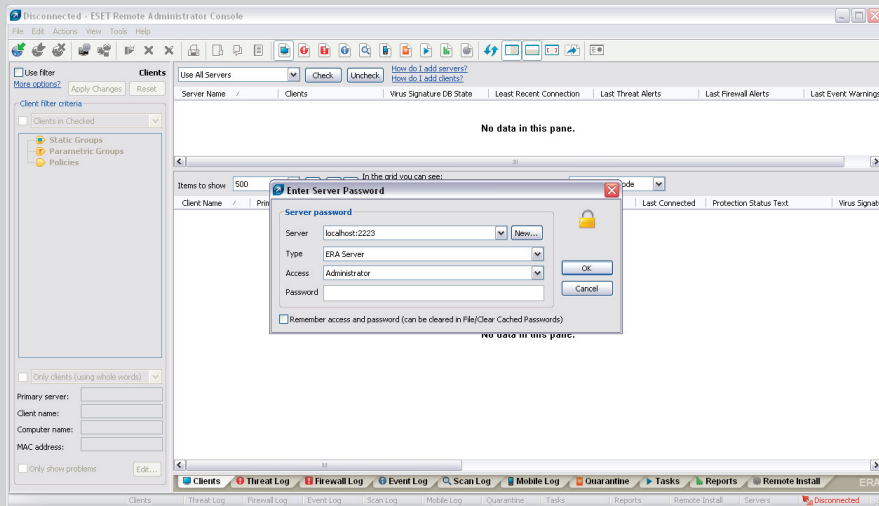 Disconnected - ESET Remote Administrator Console
File Edit Actions View Tools Help
Use filter Clients
More options? Apply Changes Reset
Client filter criteria
Clients in Checked
Static Groups
Parametric Groups
Policies
Only clients (using whole words)
Primary server:
Client name:
Computer name:
MAC address:
Only show problems Edit...
Use All Servers Check Uncheck How do I add servers?
How do I add clients?
Server Name Clients Virus Signature DB State Least Recent Connection Last Threat Alerts Last Firewall Alerts Last Event Warnings
No data in this pane.
Items to show 500 In the grid you can see:
Client Name Last Connected Protection Status Text
Enter Server Password
Server password
Server localhost:2223 New...
Type ERA Server
Access Administrator
Password
OK
Cancel
Remember access and password (can be cleared in File/Clear Cached Passwords)
No data in this pane.
Clients Threat Log Firewall Log Event Log Scan Log Mobile Log Quarantine Tasks Reports Remote Install ERA
Clients Threat Log Firewall Log Event Log Scan Log Mobile Log Quarantine Tasks Reports Remote Install Servers Disconnected